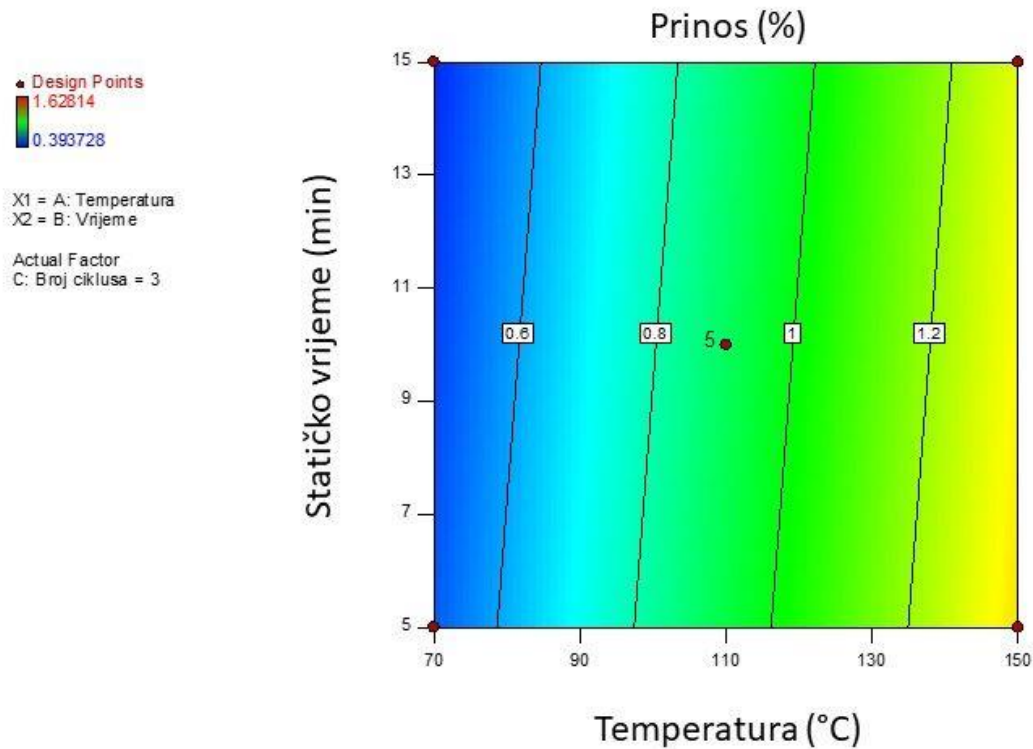 Prinos (%)
Design Points
1.62814
0.393728
X1 = A: Temperatura
X2 = B: Vrijeme
Actual Factor
C: Broj ciklusa = 3
Statičko vrijeme (min)
15
13
11
9
7
5
0.6
0.8
5
1
1.2
70
90
110
130
150
Temperatura (°C)